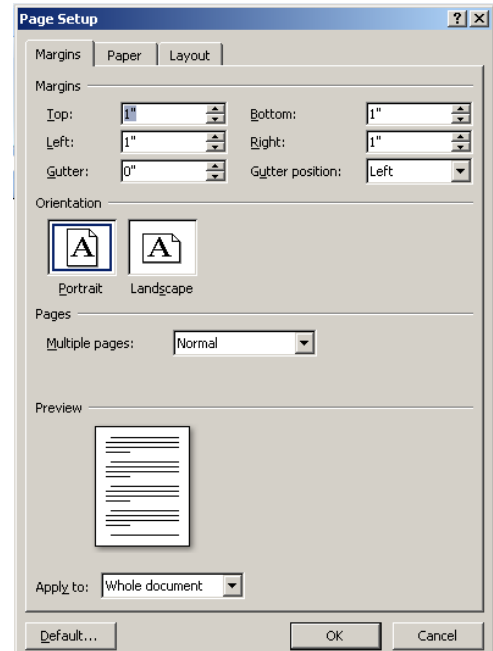 Page Setup
Margins Paper Layout
Margins
Top: 1" Bottom: 1"
Left: 1" Right: 1"
Gutter: 0" Gutter position: Left
Orientation
A A
Portrait Landscape
Pages
Multiple pages: Normal
Preview
Apply to: Whole document
Default... OK Cancel